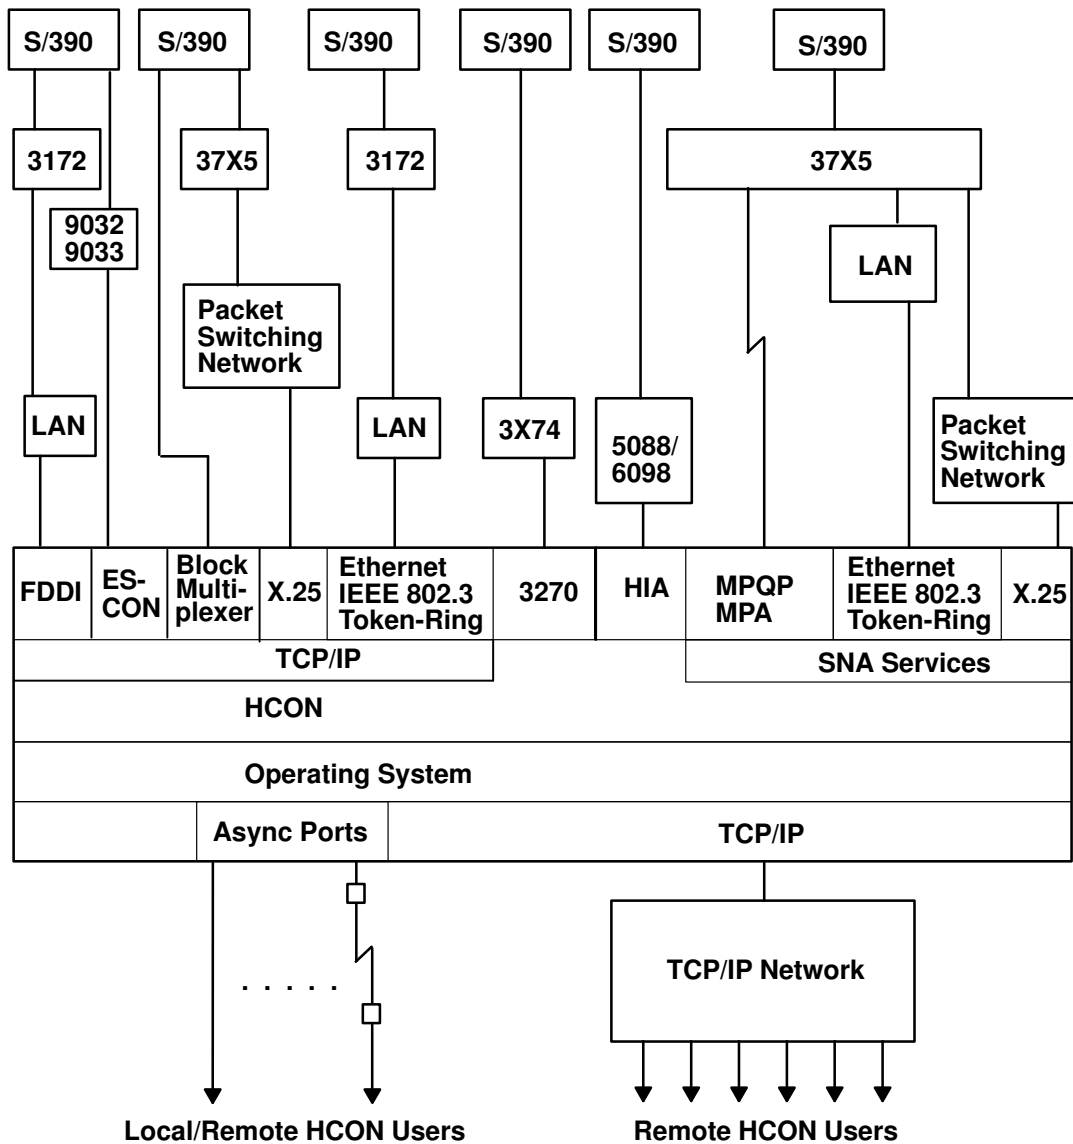 S/390
S/390
S/390
S/390
S/390
S/390
3172
37X5
3172
37X5
9032
9033
LAN
Packet
Switching
Network
LAN
LAN
3X74
5088/
6098
Packet
Switching
Network
FDDI
ES-
CON
Block
Multi-
plexer
X.25
Ethernet
IEEE 802.3
Token-Ring
3270
HIA
MPQP
MPA
Ethernet
IEEE 802.3
Token-Ring
X.25
TCP/IP
SNA Services
HCON
Operating System
Async Ports
TCP/IP
TCP/IP Network
. . . . .
Local/Remote HCON Users
Remote HCON Users